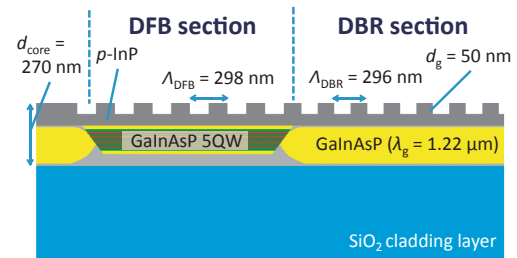 DFB section
DBR section
d_core =
270 nm
p-InP
Λ_DFB = 298 nm
Λ_DBR = 296 nm
d_g = 50 nm
GaInAsP 5QW
GaInAsP (λ_g = 1.22 μm)
SiO₂ cladding layer